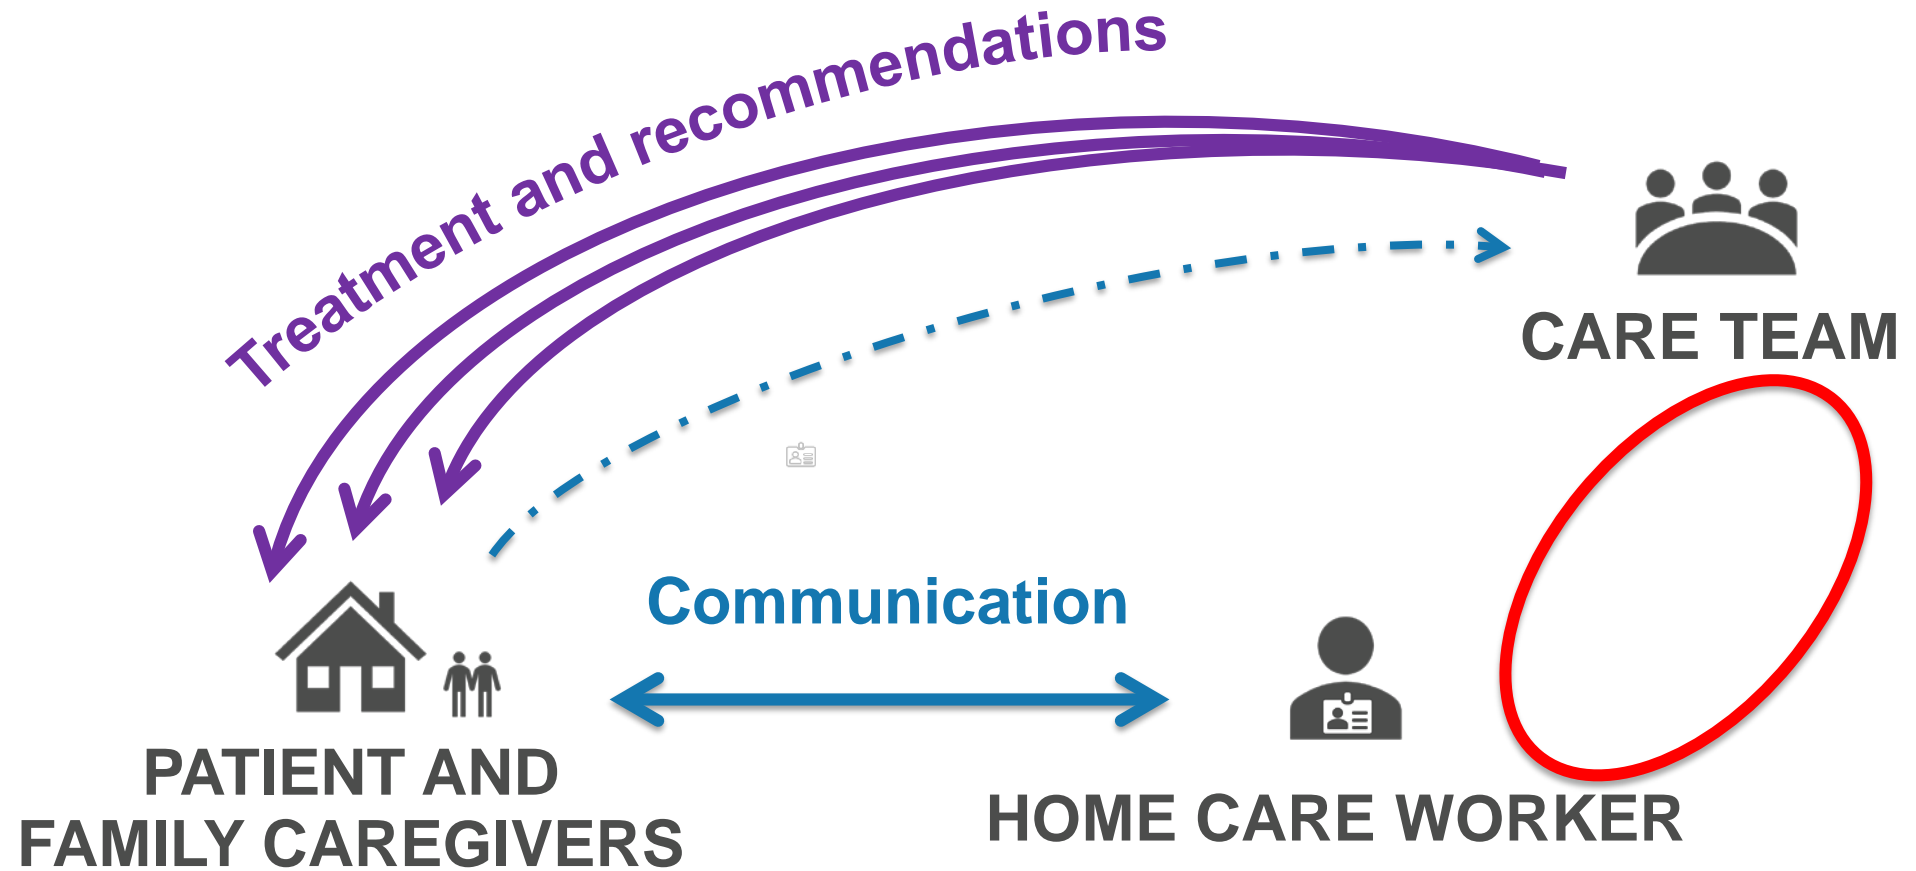 Treatment and recommendations
CARE TEAM
Communication
PATIENT AND
FAMILY CAREGIVERS
HOME CARE WORKER